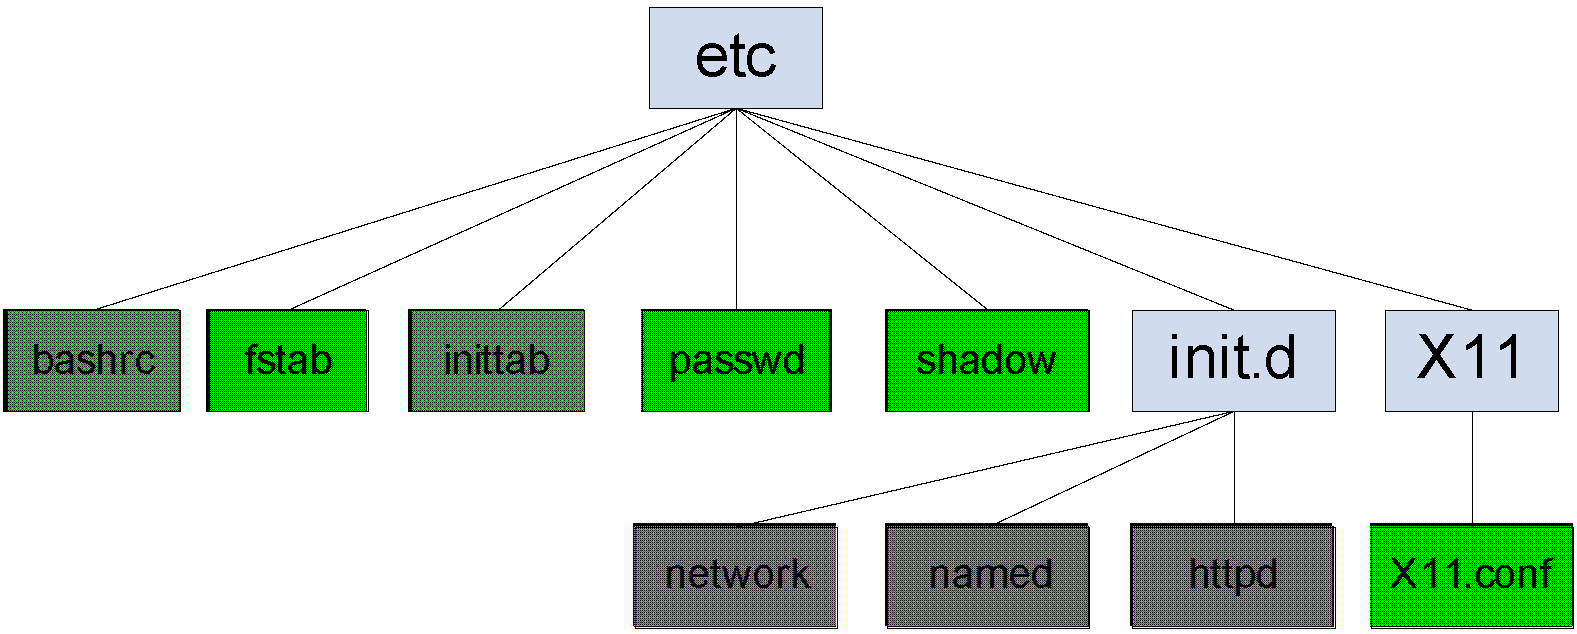 etc
bashrc
fstab
inittab
passwd
shadow
init.d
X11
network
named
httpd
X11.conf